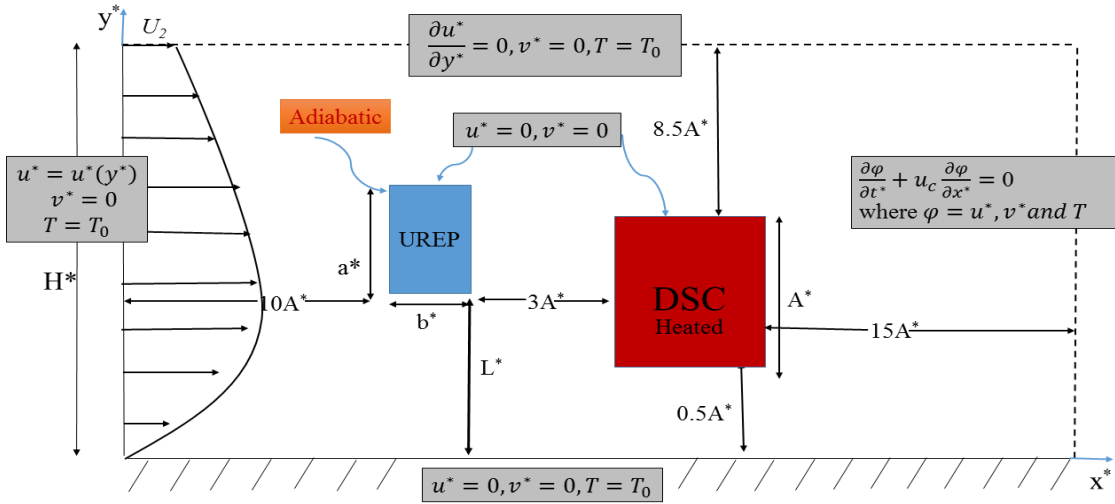 y*
U₂
∂u*/∂y* = 0, v* = 0, T = T₀
Adiabatic
u* = 0, v* = 0
8.5A*
u* = u*(y*)
v* = 0
T = T₀
∂φ/∂t* + u_c ∂φ/∂x* = 0
where φ = u*, v* and T
UREP
a*
H*
10A*
b*
3A*
DSC
Heated
A*
15A*
L*
0.5A*
u* = 0, v* = 0, T = T₀
x*